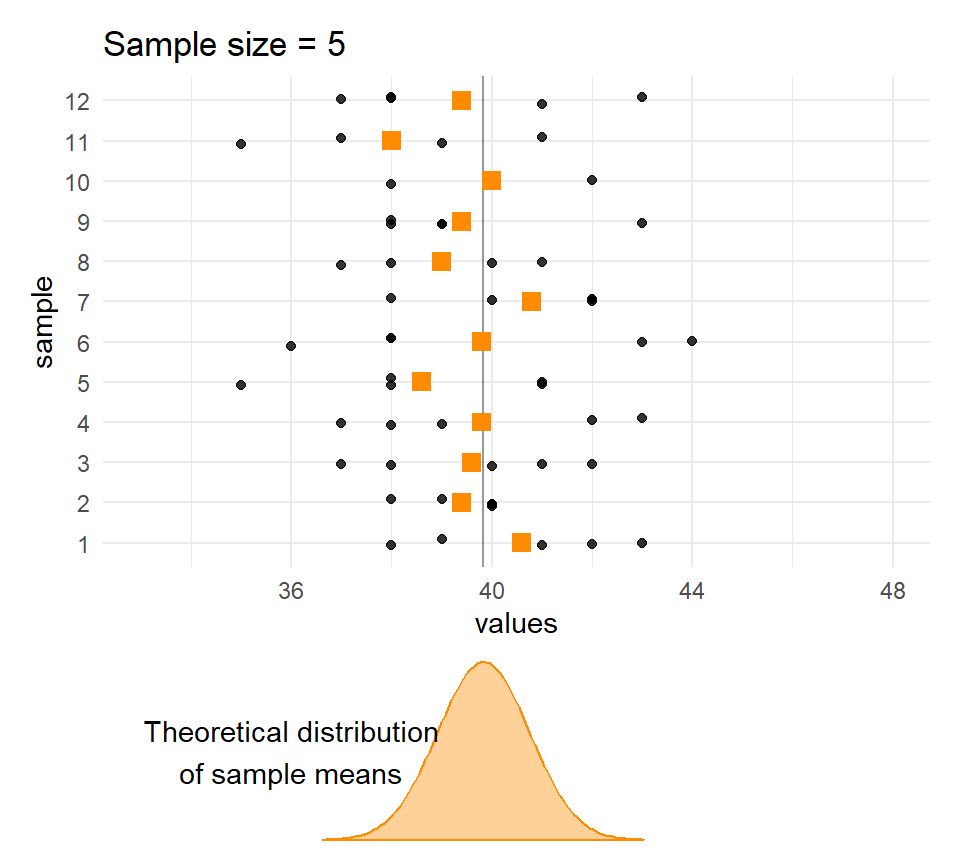 Sample size = 5
12
11
10
9
8
7
6
5
4
3
2
1
sample
36 40 44 48
values
Theoretical distribution
of sample means